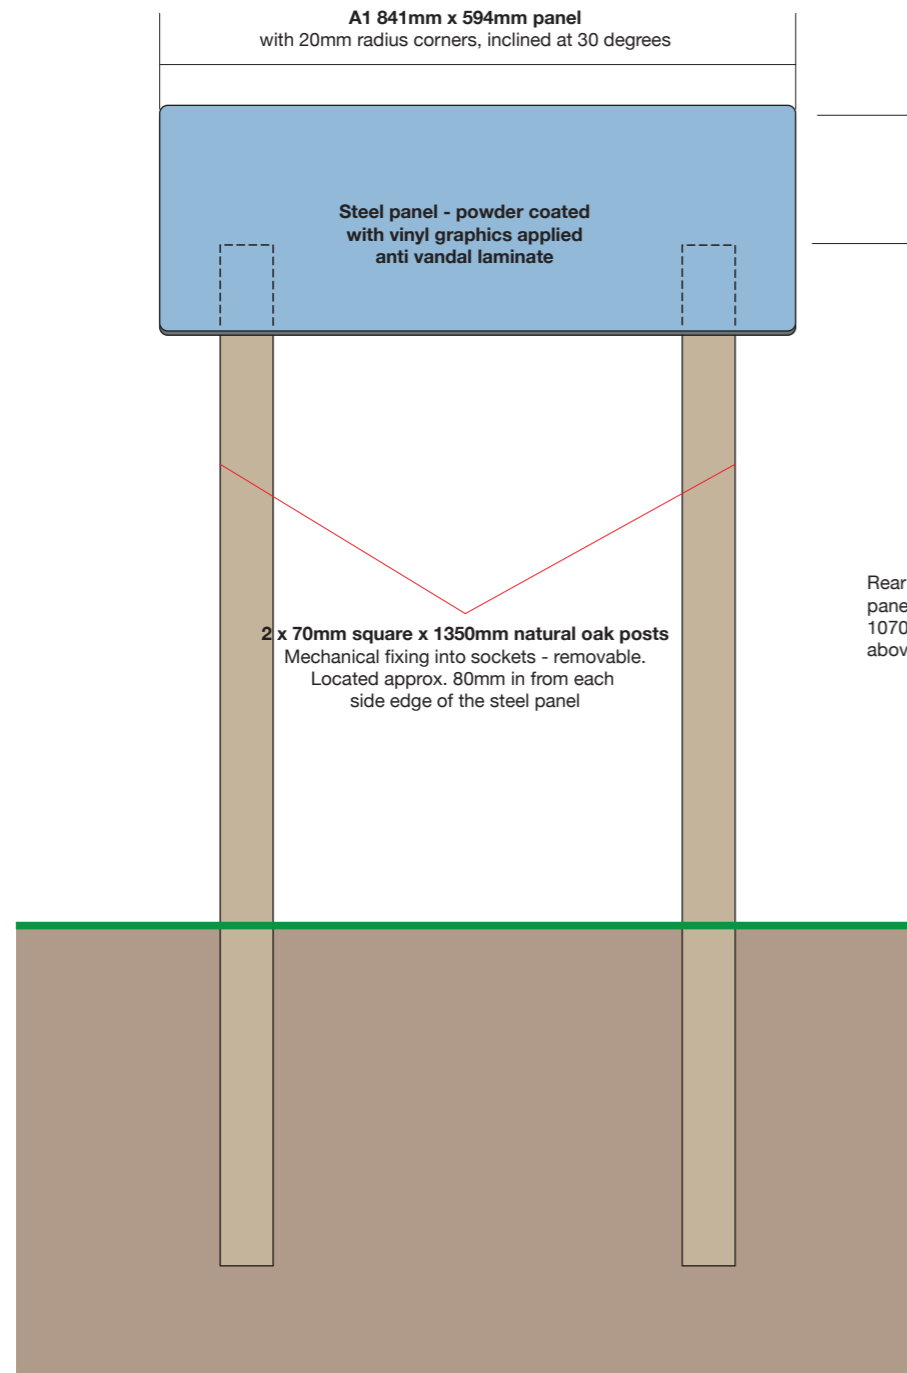 A1 841mm x 594mm panel
with 20mm radius corners, inclined at 30 degrees
Steel panel - powder coated
with vinyl graphics applied
anti vandal laminate
Rear
pane
1070
abov
2 x 70mm square x 1350mm natural oak posts
Mechanical fixing into sockets - removable.
Located approx. 80mm in from each
side edge of the steel panel